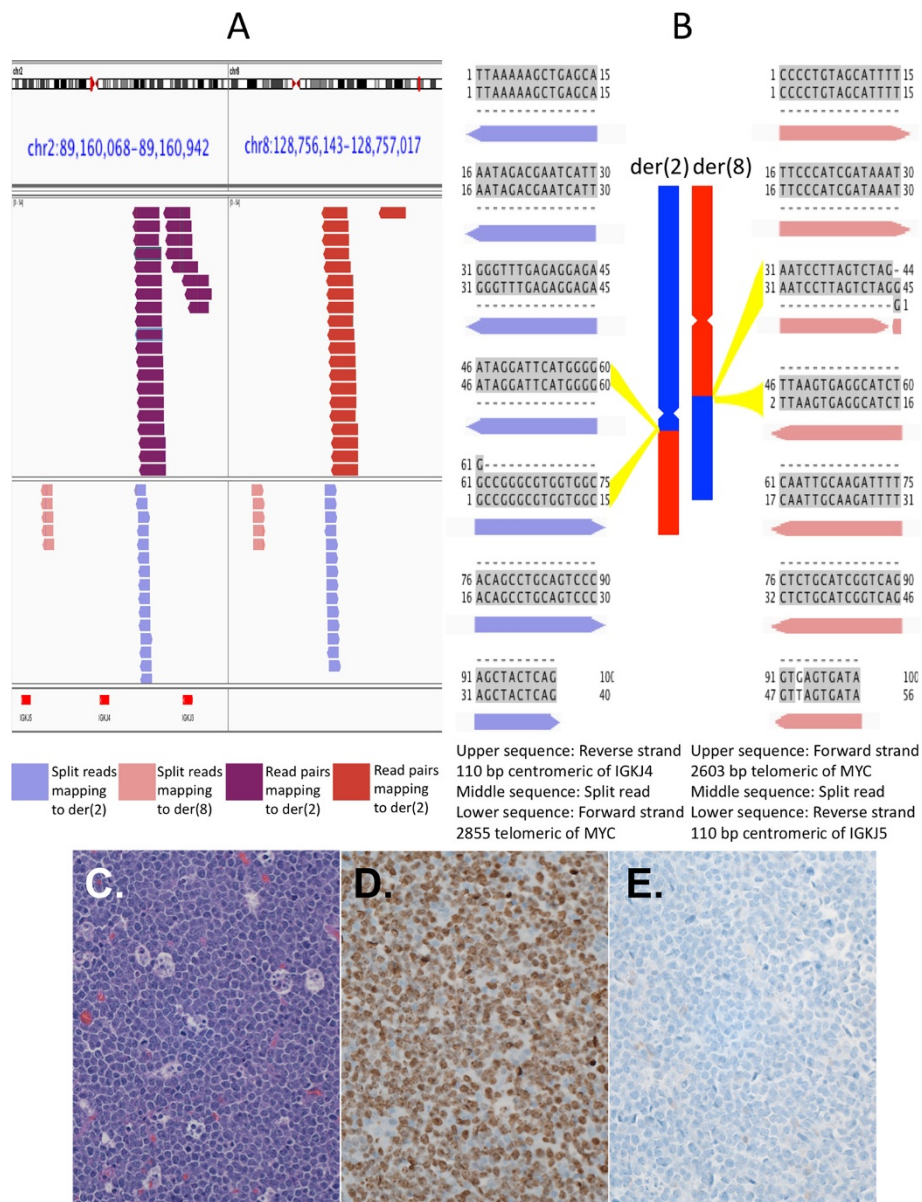 A
B
chr2
chr8
chr2:89,160,068-89,160,942
chr8:128,756,143-128,757,017
IGKJ5
IGKJ4
IGKJ3
Split reads mapping to der(2)
Split reads mapping to der(8)
Read pairs mapping to der(2)
Read pairs mapping to der(2)
1 TTAAAAAGCTGAGCA 15
1 TTAAAAAGCTGAGCA 15
---------------
16 AATAGACGAATCATT 30
16 AATAGACGAATCATT 30
---------------
31 GGGTTTGAGAGGAGA 45
31 GGGTTTGAGAGGAGA 45
---------------
46 ATAGGATTCATGGGG 60
46 ATAGGATTCATGGGG 60
---------------
61 G--------------
61 GCCGGGCGTGGTGGC 75
1 GCCGGGCGTGGTGGC 15
---------------
76 ACAGCCTGCAGTCCC 90
16 ACAGCCTGCAGTCCC 30
----------
91 AGCTACTCAG 100
31 AGCTACTCAG 40
der(2) der(8)
1 CCCCTGTAGCATTTT 15
1 CCCCTGTAGCATTTT 15
---------------
16 TTCCCATCGATAAAT 30
16 TTCCCATCGATAAAT 30
---------------
31 AATCCTTAGTCTAG- 44
31 AATCCTTAGTCTAGG 45
G 1
---------------
46 TTAAGTGAGGCATCT 60
2 TTAAGTGAGGCATCT 16
---------------
61 CAATTGCAAGATTTT 75
17 CAATTGCAAGATTTT 31
---------------
76 CTCTGCATCGGTCAG 90
32 CTCTGCATCGGTCAG 46
----------
91 GTGAGTGATA 100
47 GTTAGTGATA 56
Upper sequence: Reverse strand
110 bp centromeric of IGKJ4
Middle sequence: Split read
Lower sequence: Forward strand
2855 telomeric of MYC
Upper sequence: Forward strand
2603 bp telomeric of MYC
Middle sequence: Split read
Lower sequence: Reverse strand
110 bp centromeric of IGKJ5
C.
D.
E.